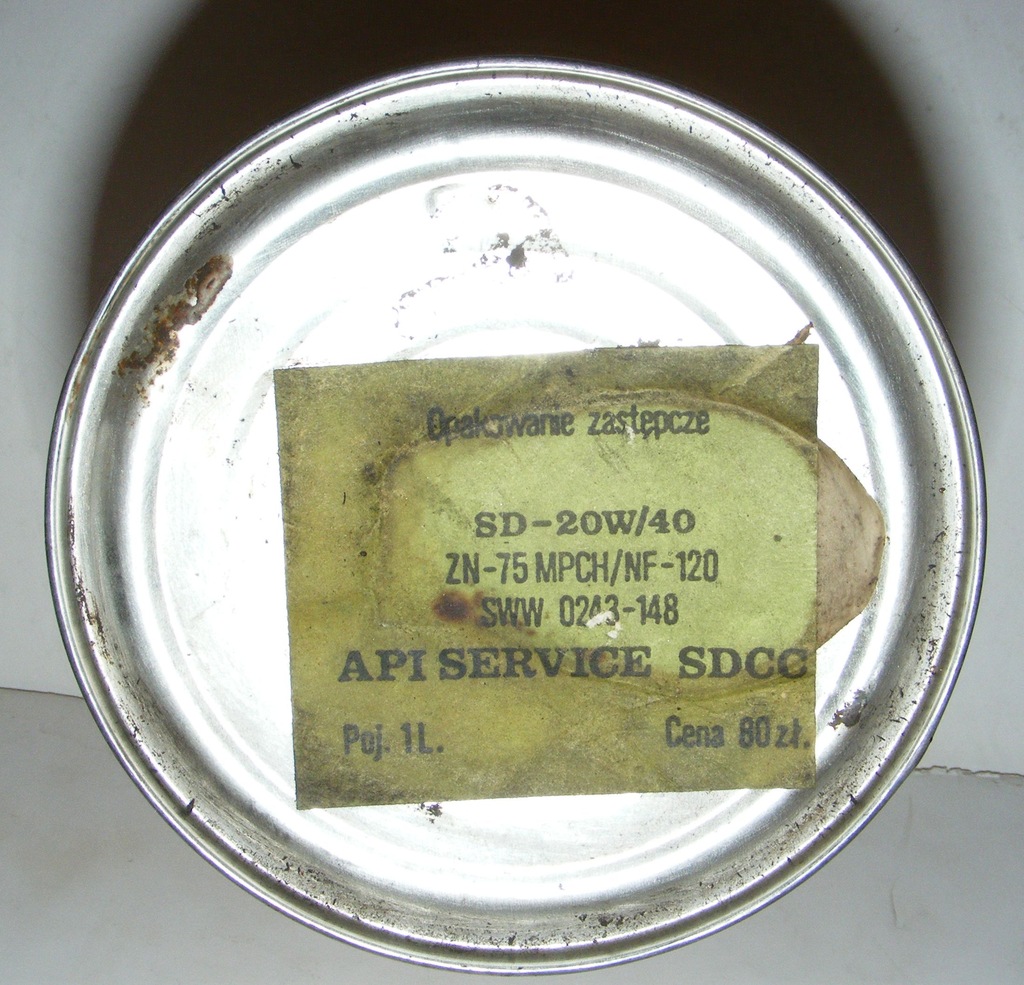 Opakowanie zastępcze
SD-20W/40
ZN-75 MPCH/NF-120
SWW 0243-148
API SERVICE SDCC
Poj. 1 L.
Cena 80 zł.